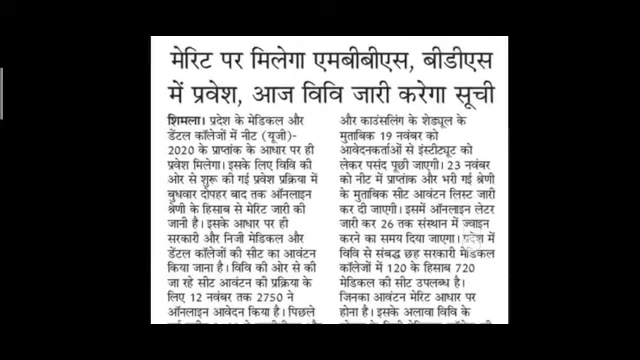 मेरिट पर मिलेगा एमबीबीएस, बीडीएस
में प्रवेश, आज विवि जारी करेगा सूची
शिमला। प्रदेश के मेडिकल और
डेंटल कॉलेजों में नीट (यूजी)-
2020 के प्राप्तांक के आधार पर ही
प्रवेश मिलेगा। इसके लिए विवि की
ओर से शुरू की गई प्रवेश प्रक्रिया में
बुधवार दोपहर बाद तक ऑनलाइन
श्रेणी के हिसाब से मेरिट जारी की
जानी है। इसके आधार पर ही
सरकारी और निजी मेडिकल और
डेंटल कॉलेजों की सीट का आवंटन
किया जाना है। विवि की ओर से की
जा रहे सीट आवंटन की प्रक्रिया के
लिए 12 नवंबर तक 2750 ने
ऑनलाइन आवेदन किया है। पिछले
और काउंसलिंग के शेड्यूल के
मुताबिक 19 नवंबर को
आवेदनकर्ताओं से इंस्टीट्यूट को
लेकर पसंद पूछी जाएगी। 23 नवंबर
को नीट में प्राप्तांक और भरी गई श्रेणी
के मुताबिक सीट आवंटन लिस्ट जारी
कर दी जाएगी। इसमें ऑनलाइन लेटर
जारी कर 26 तक संस्थान में ज्वाइन
करने का समय दिया जाएगा। प्रदेश में
विवि से संबद्ध छह सरकारी मेडिकल
कॉलेजों में 120 के हिसाब 720
मेडिकल की सीट उपलब्ध है।
जिनका आवंटन मेरिट आधार पर
होना है। इसके अलावा विवि के